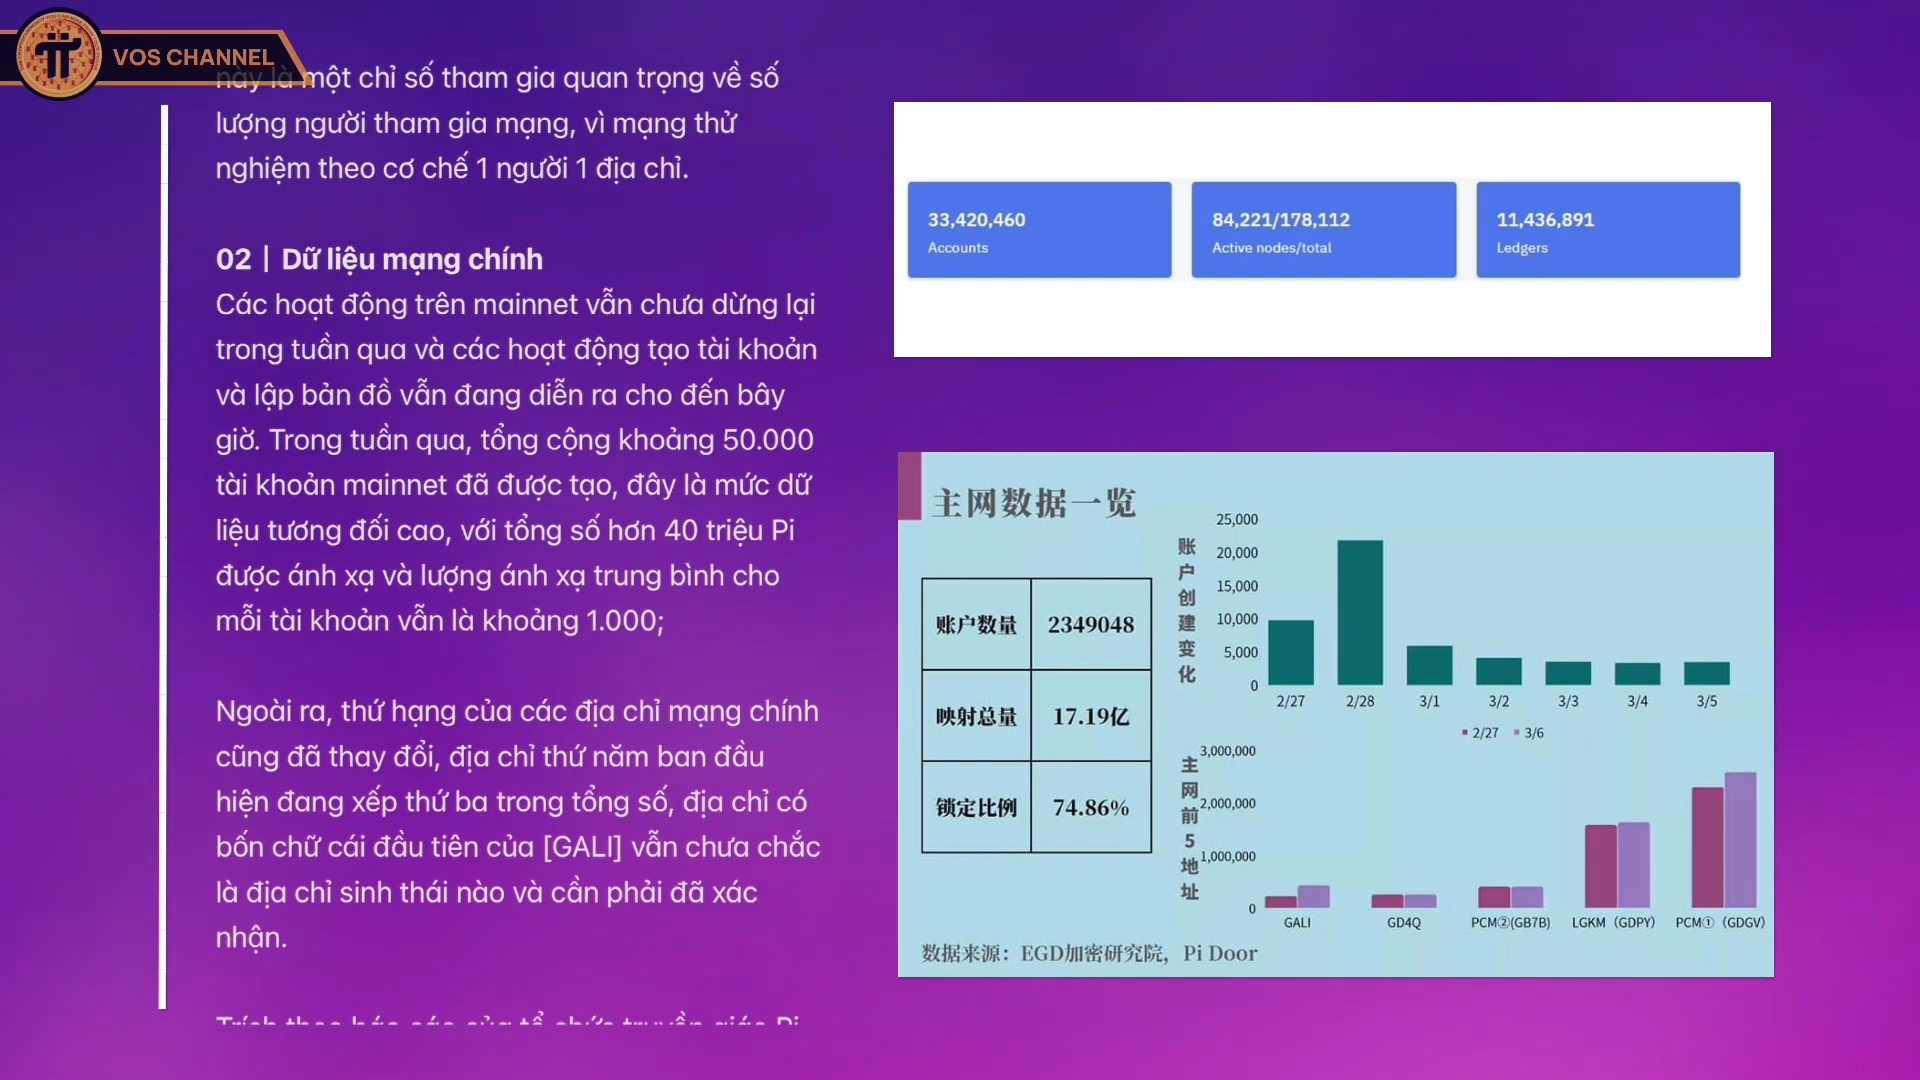 VOS CHANNEL
này là một chỉ số tham gia quan trọng về số
lượng người tham gia mạng, vì mạng thử
nghiệm theo cơ chế 1 người 1 địa chỉ.
02 | Dữ liệu mạng chính
Các hoạt động trên mainnet vẫn chưa dừng lại
trong tuần qua và các hoạt động tạo tài khoản
và lập bản đồ vẫn đang diễn ra cho đến bây
giờ. Trong tuần qua, tổng cộng khoảng 50.000
tài khoản mainnet đã được tạo, đây là mức dữ
liệu tương đối cao, với tổng số hơn 40 triệu Pi
được ánh xạ và lượng ánh xạ trung bình cho
mỗi tài khoản vẫn là khoảng 1.000;
Ngoài ra, thứ hạng của các địa chỉ mạng chính
cũng đã thay đổi, địa chỉ thứ năm ban đầu
hiện đang xếp thứ ba trong tổng số, địa chỉ có
bốn chữ cái đầu tiên của [GALI] vẫn chưa chắc
là địa chỉ sinh thái nào và cần phải đã xác
nhận.
Trích theo báo cáo của tổ chức truyền giáo Pi
33,420,460
Accounts
84,221/178,112
Active nodes/total
11,436,891
Ledgers
主网数据一览
账户数量 2349048
映射总量 17.19亿
锁定比例 74.86%
账户创建变化
25,000
20,000
15,000
10,000
5,000
0
2/27 2/28 3/1 3/2 3/3 3/4 3/5
2/27 3/6
主网前5地址
3,000,000
2,000,000
1,000,000
0
GALI GD4Q PCM②(GB7B) LGKM（GDPY） PCM①（GDGV）
数据来源：EGD加密研究院，Pi Door